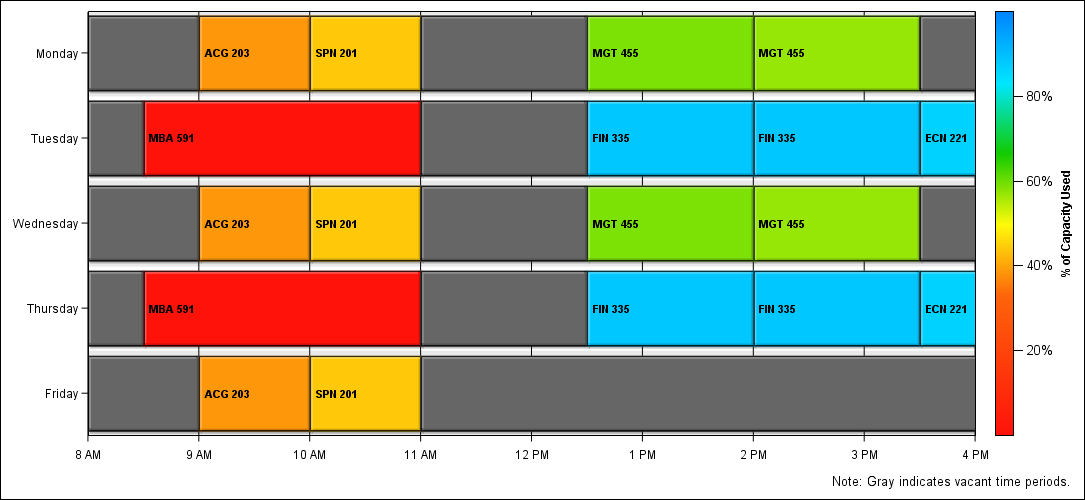 Monday ACG 203 SPN 201 MGT 455 MGT 455
80%
Tuesday MBA 591 FIN 335 FIN 335 ECN 221
60%
Wednesday ACG 203 SPN 201 MGT 455 MGT 455
% of Capacity Used
40%
Thursday MBA 591 FIN 335 FIN 335 ECN 221
20%
Friday ACG 203 SPN 201
8 AM 9 AM 10 AM 11 AM 12 PM 1 PM 2 PM 3 PM 4 PM
Note: Gray indicates vacant time periods.